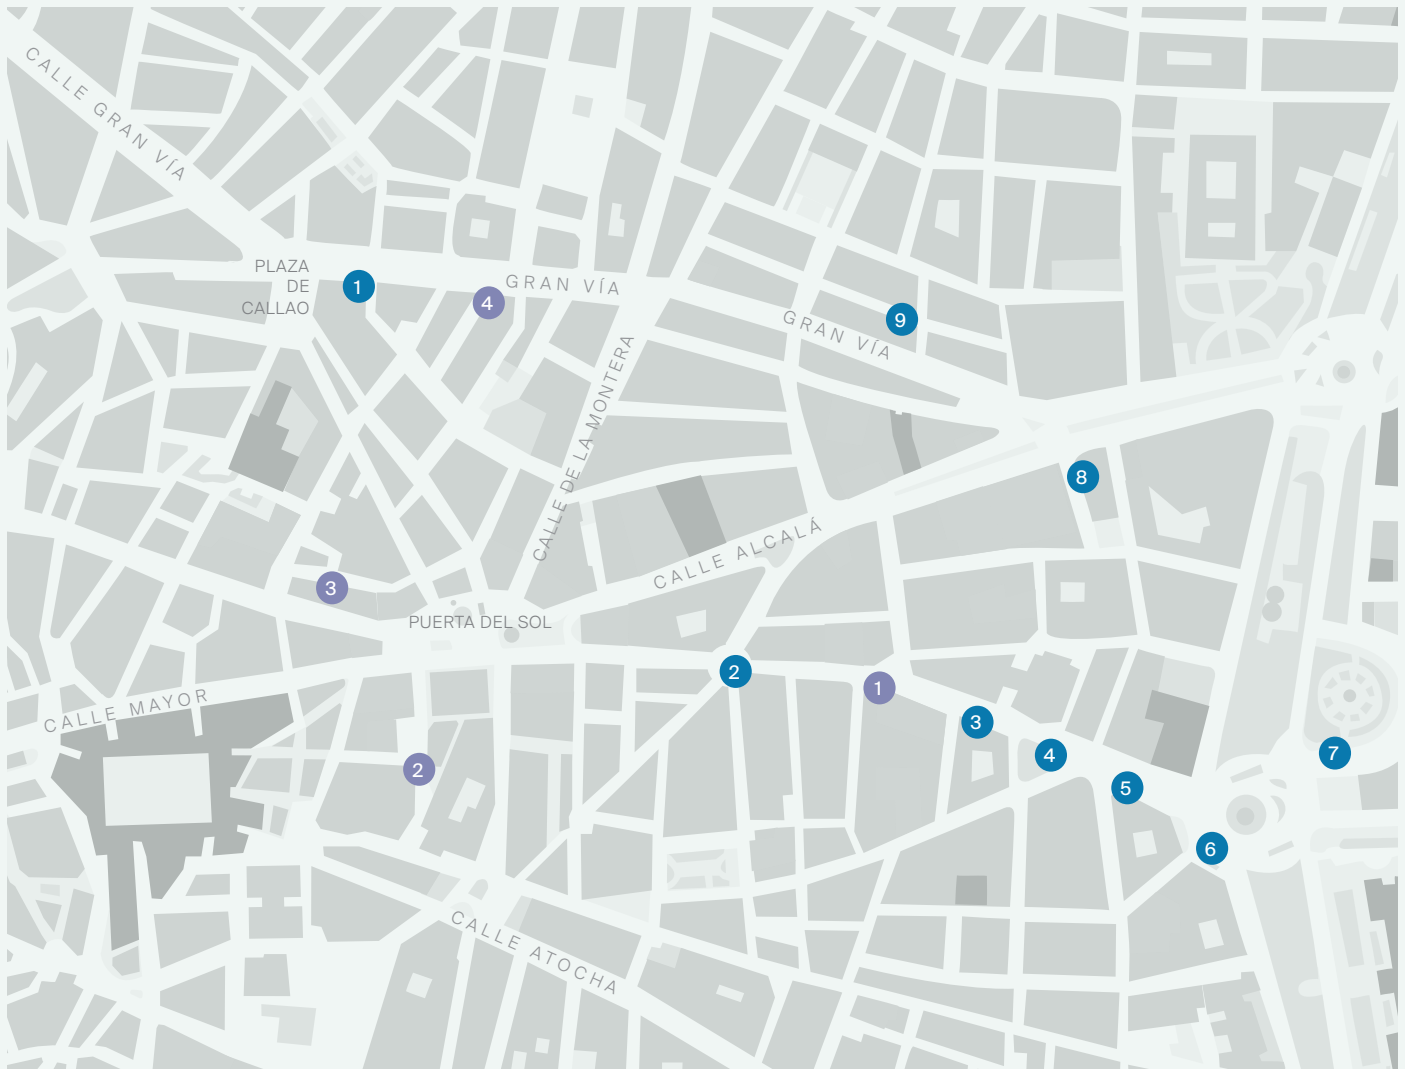 CALLE GRAN VÍA
PLAZA
DE
CALLAO
1
4
GRAN VÍA
GRAN VÍA
9
CALLE DE LA MONTERA
8
CALLE ALCALÁ
3
PUERTA DEL SOL
2
1
CALLE MAYOR
3
4
7
2
5
6
CALLE ATOCHA